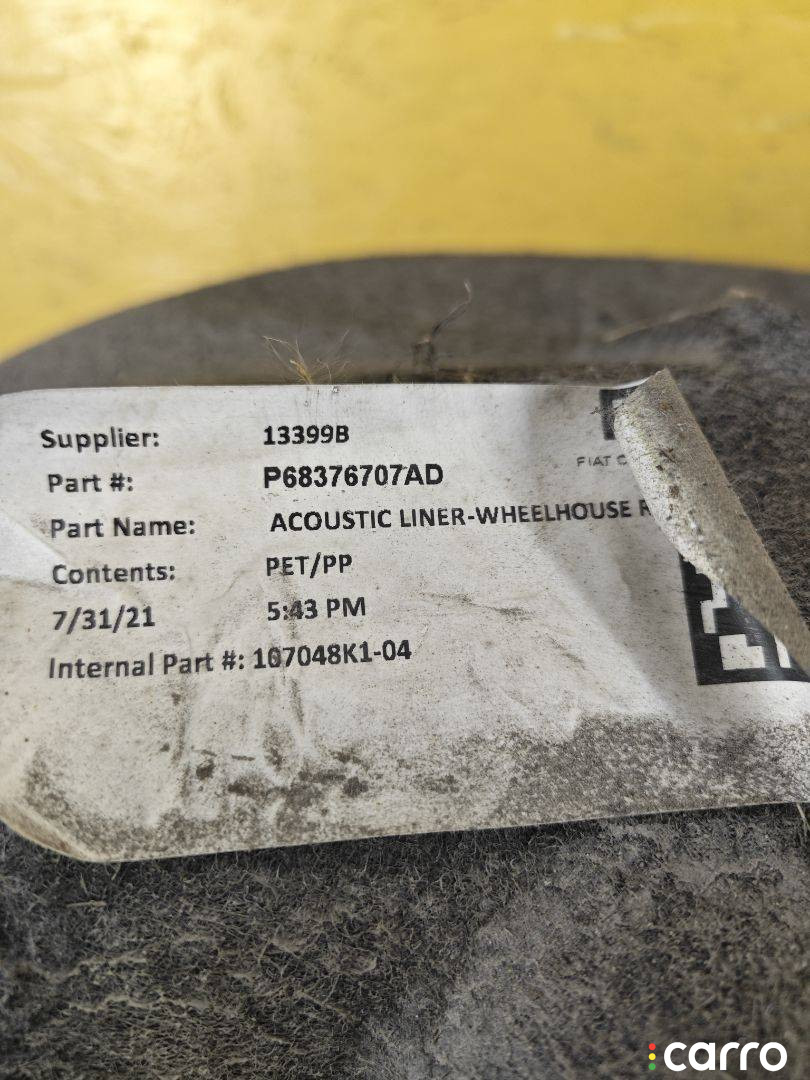 Supplier: 13399B
Part #: P68376707AD
FIAT C
Part Name: ACOUSTIC LINER-WHEELHOUSE
Contents: PET/PP
7/31/21 5:43 PM
Internal Part #: 107048K1-04
carro